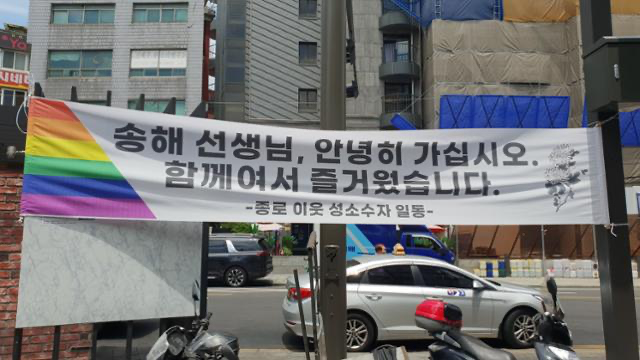 송해 선생님, 안녕히 가십시오.
함께여서 즐거웠습니다.
-종로 이웃 성소수자 일동-